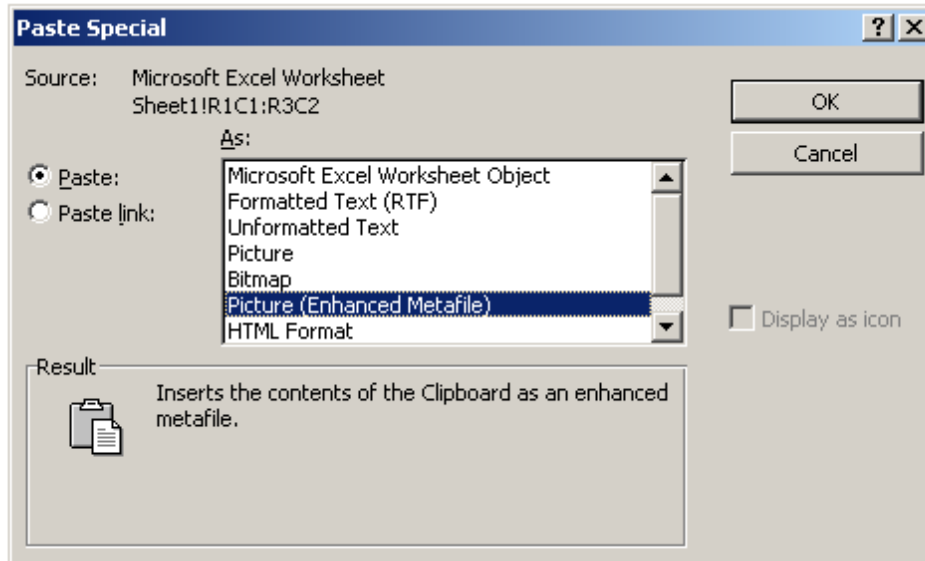 Paste Special
Source: Microsoft Excel Worksheet
Sheet1!R1C1:R3C2
OK
As:
Cancel
Paste:
Paste link:
Microsoft Excel Worksheet Object
Formatted Text (RTF)
Unformatted Text
Picture
Bitmap
Picture (Enhanced Metafile)
HTML Format
Display as icon
Result
Inserts the contents of the Clipboard as an enhanced
metafile.